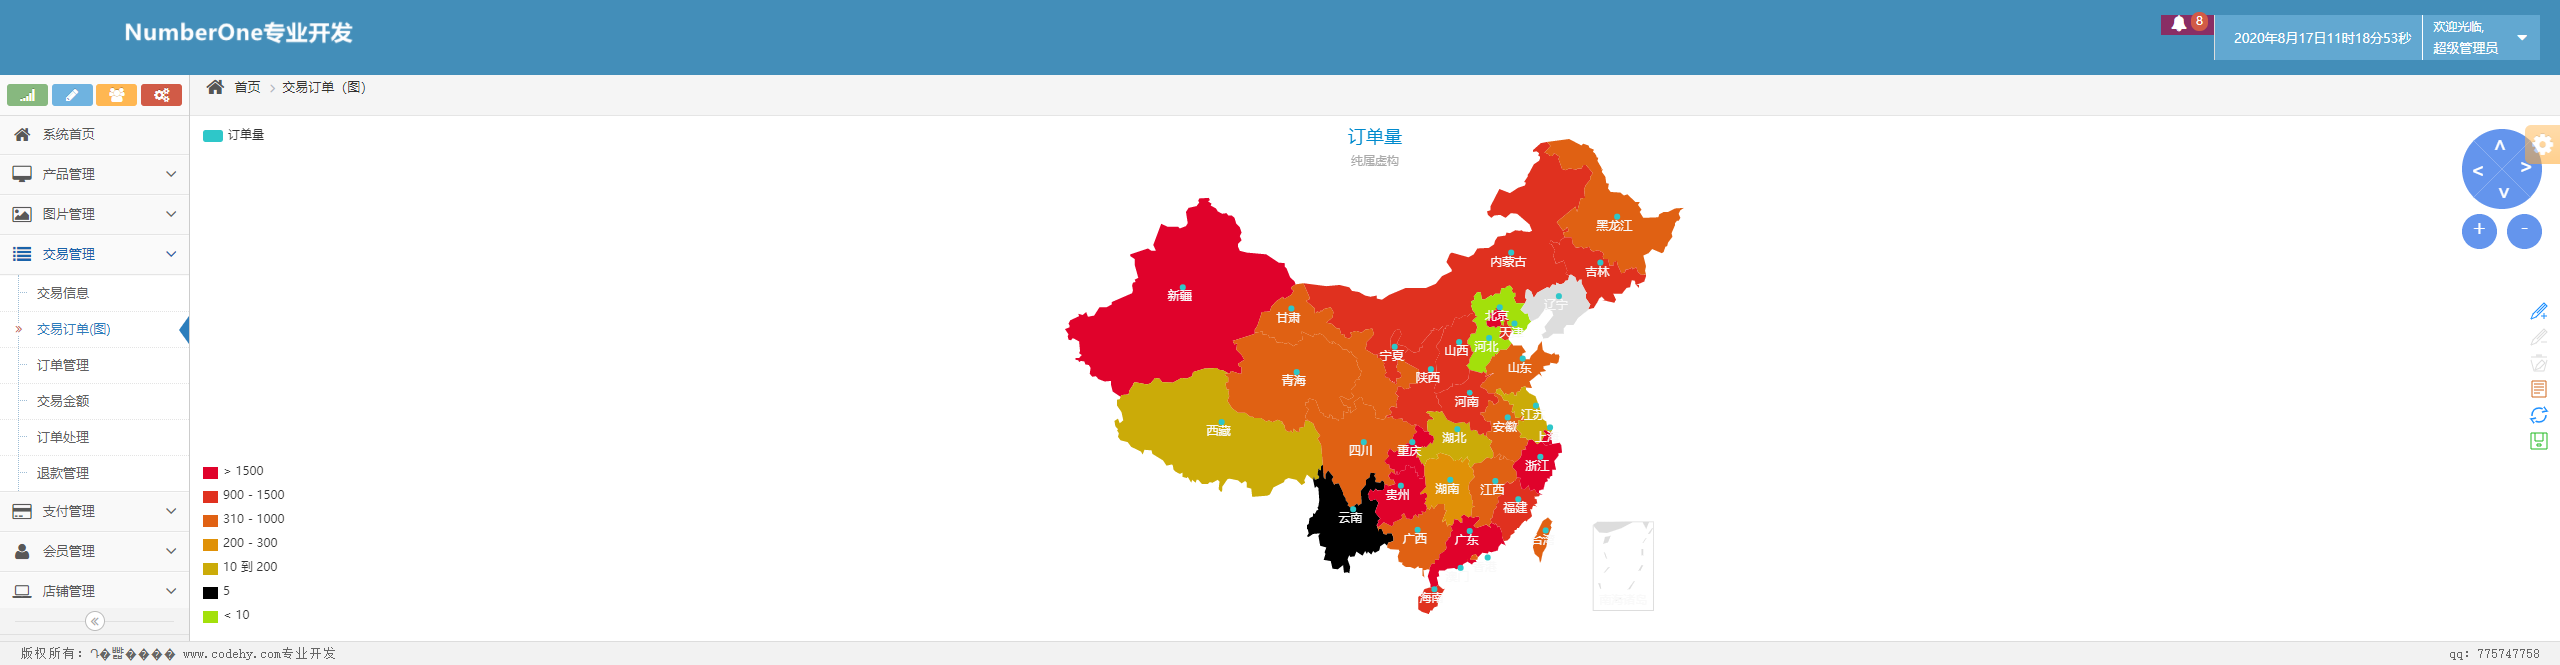 NumberOne专业开发
8
2020年8月17日11时18分53秒
欢迎光临,
超级管理员
首页
交易订单（图）
系统首页
产品管理
图片管理
交易管理
交易信息
交易订单(图)
订单管理
交易金额
订单处理
退款管理
支付管理
会员管理
店铺管理
订单量
订单量
纯属虚构
黑龙江
内蒙古
吉林
新疆
辽宁
甘肃
北京
天津
河北
山西
宁夏
山东
陕西
青海
河南
江苏
安徽
西藏
上海
湖北
四川
重庆
浙江
湖南
江西
贵州
福建
云南
广西
广东
台湾
海南
> 1500
900 - 1500
310 - 1000
200 - 300
10 到 200
5
< 10
版权所有： www.codehy.com专业开发
qq: 775747758